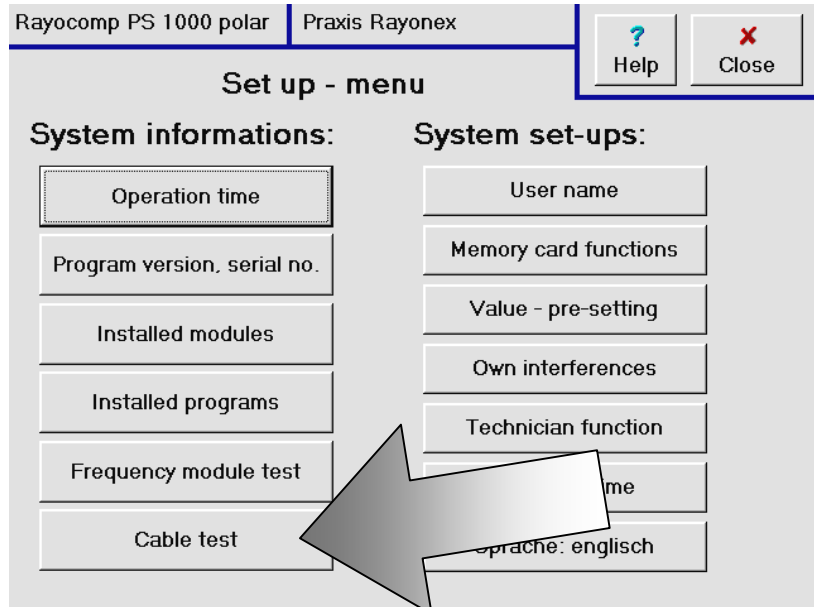 Rayocomp PS 1000 polar
Praxis Rayonex
? Help
✗ Close
Set up - menu
System informations:
Operation time
Program version, serial no.
Installed modules
Installed programs
Frequency module test
Cable test
System set-ups:
User name
Memory card functions
Value - pre-setting
Own interferences
Technician function
Sprache: englisch